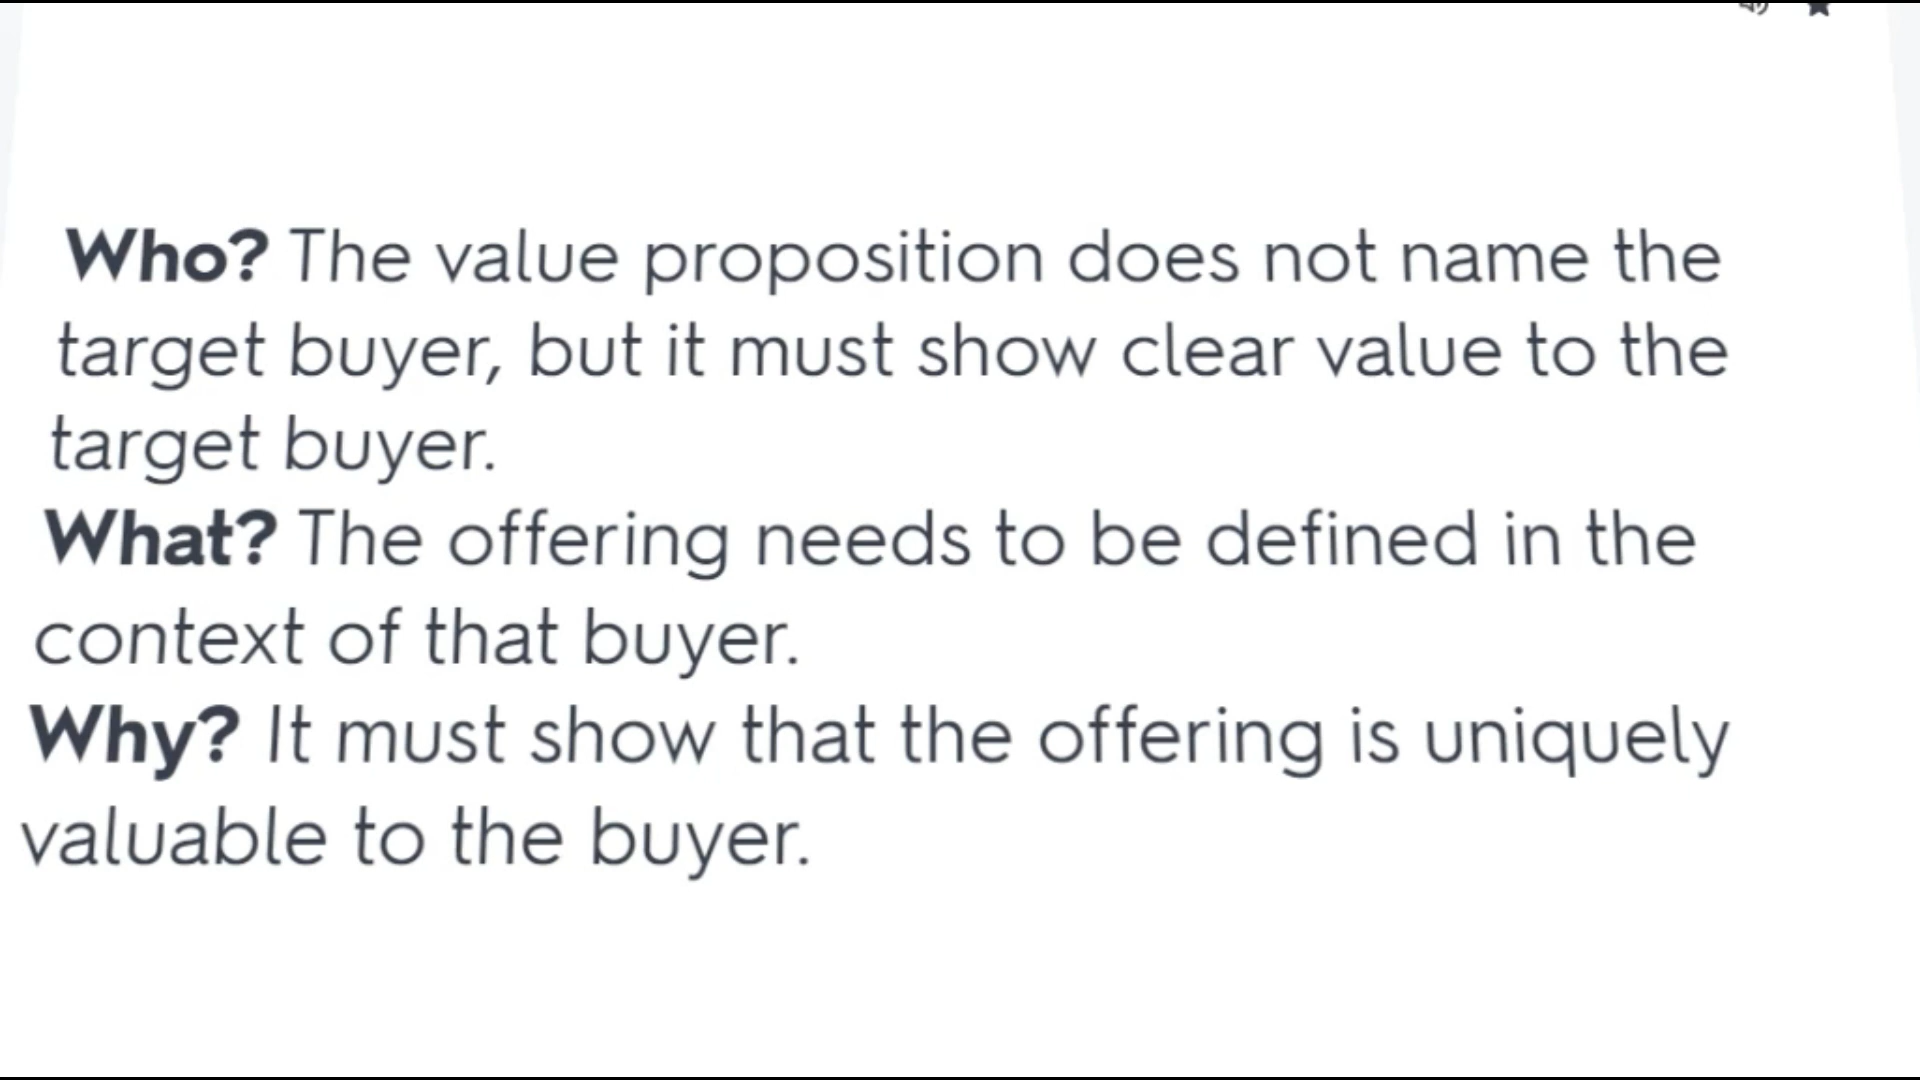 Who? The value proposition does not name the
target buyer, but it must show clear value to the
target buyer.
What? The offering needs to be defined in the
context of that buyer.
Why? It must show that the offering is uniquely
valuable to the buyer.